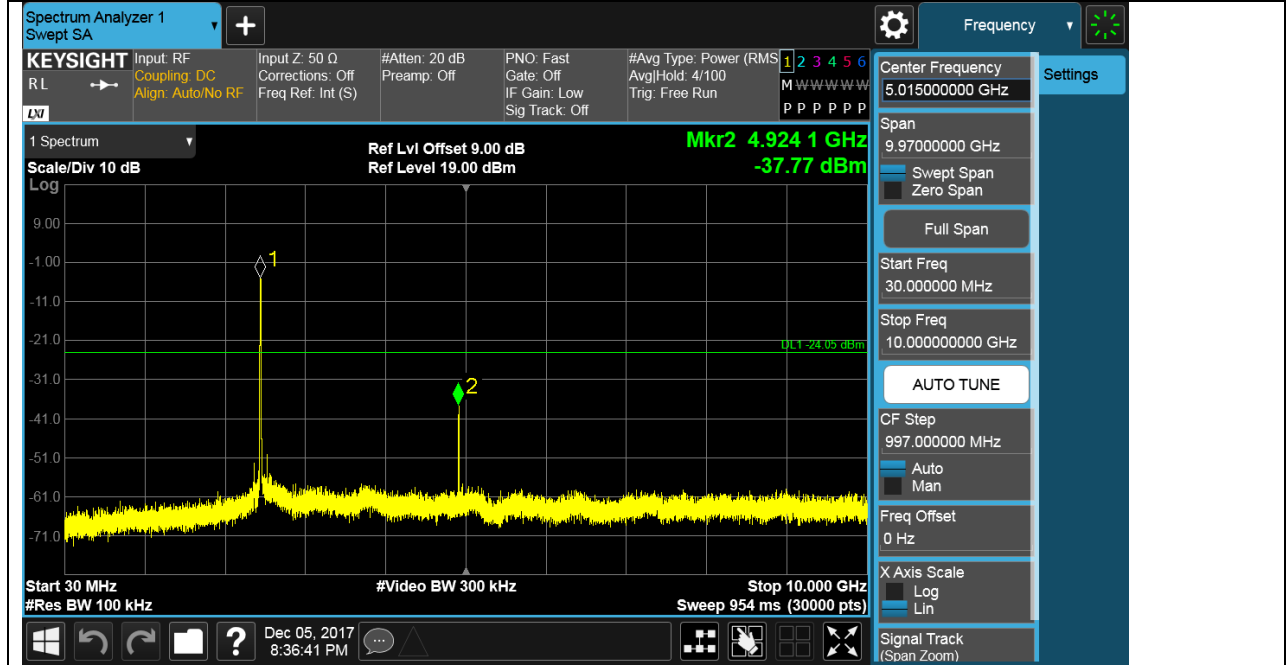 Spectrum Analyzer 1
Swept SA
Frequency
KEYSIGHT
R L
LXI
Input: RF
Coupling: DC
Align: Auto/No RF
Input Z: 50 Ω
Corrections: Off
Freq Ref: Int (S)
#Atten: 20 dB
Preamp: Off
PNO: Fast
Gate: Off
IF Gain: Low
Sig Track: Off
#Avg Type: Power (RMS
Avg|Hold: 4/100
Trig: Free Run
1 2 3 4 5 6
M W W W W W
P P P P P P
1 Spectrum
Scale/Div 10 dB
Log
Ref Lvl Offset 9.00 dB
Ref Level 19.00 dBm
Mkr2 4.924 1 GHz
-37.77 dBm
9.00
-1.00
-11.0
-21.0
-31.0
-41.0
-51.0
-61.0
-71.0
1
2
DL1 -24.05 dBm
Start 30 MHz
#Res BW 100 kHz
#Video BW 300 kHz
Stop 10.000 GHz
Sweep 954 ms (30000 pts)
Dec 05, 2017
8:36:41 PM
Center Frequency
5.015000000 GHz
Settings
Span
9.97000000 GHz
Swept Span
Zero Span
Full Span
Start Freq
30.000000 MHz
Stop Freq
10.000000000 GHz
AUTO TUNE
CF Step
997.000000 MHz
Auto
Man
Freq Offset
0 Hz
X Axis Scale
Log
Lin
Signal Track
(Span Zoom)